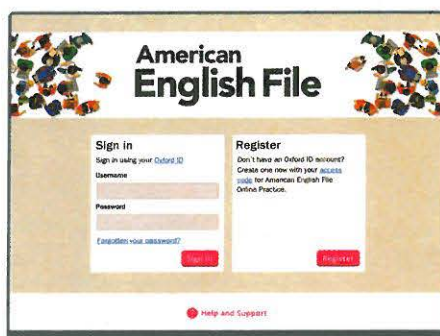 American
English File
Sign in
Sign in using your Oxford ID
Username
Password
Forgotten your password?
Sign in
Register
Don't have an Oxford ID account?
Create one now with your access
code for American English File
Online Practice.
Register
Help and Support